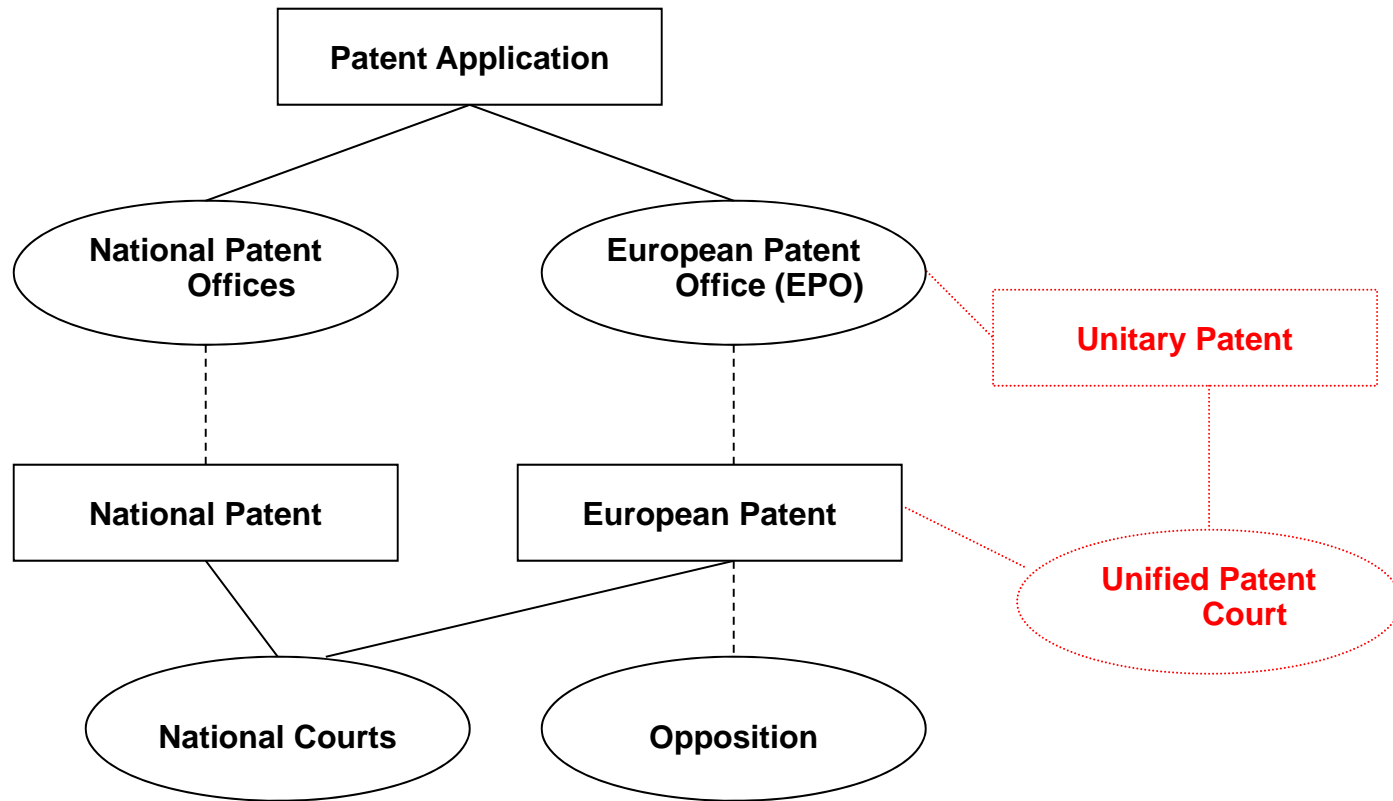 Patent Application
National Patent
Offices
European Patent
Office (EPO)
Unitary Patent
National Patent
European Patent
Unified Patent
Court
National Courts
Opposition